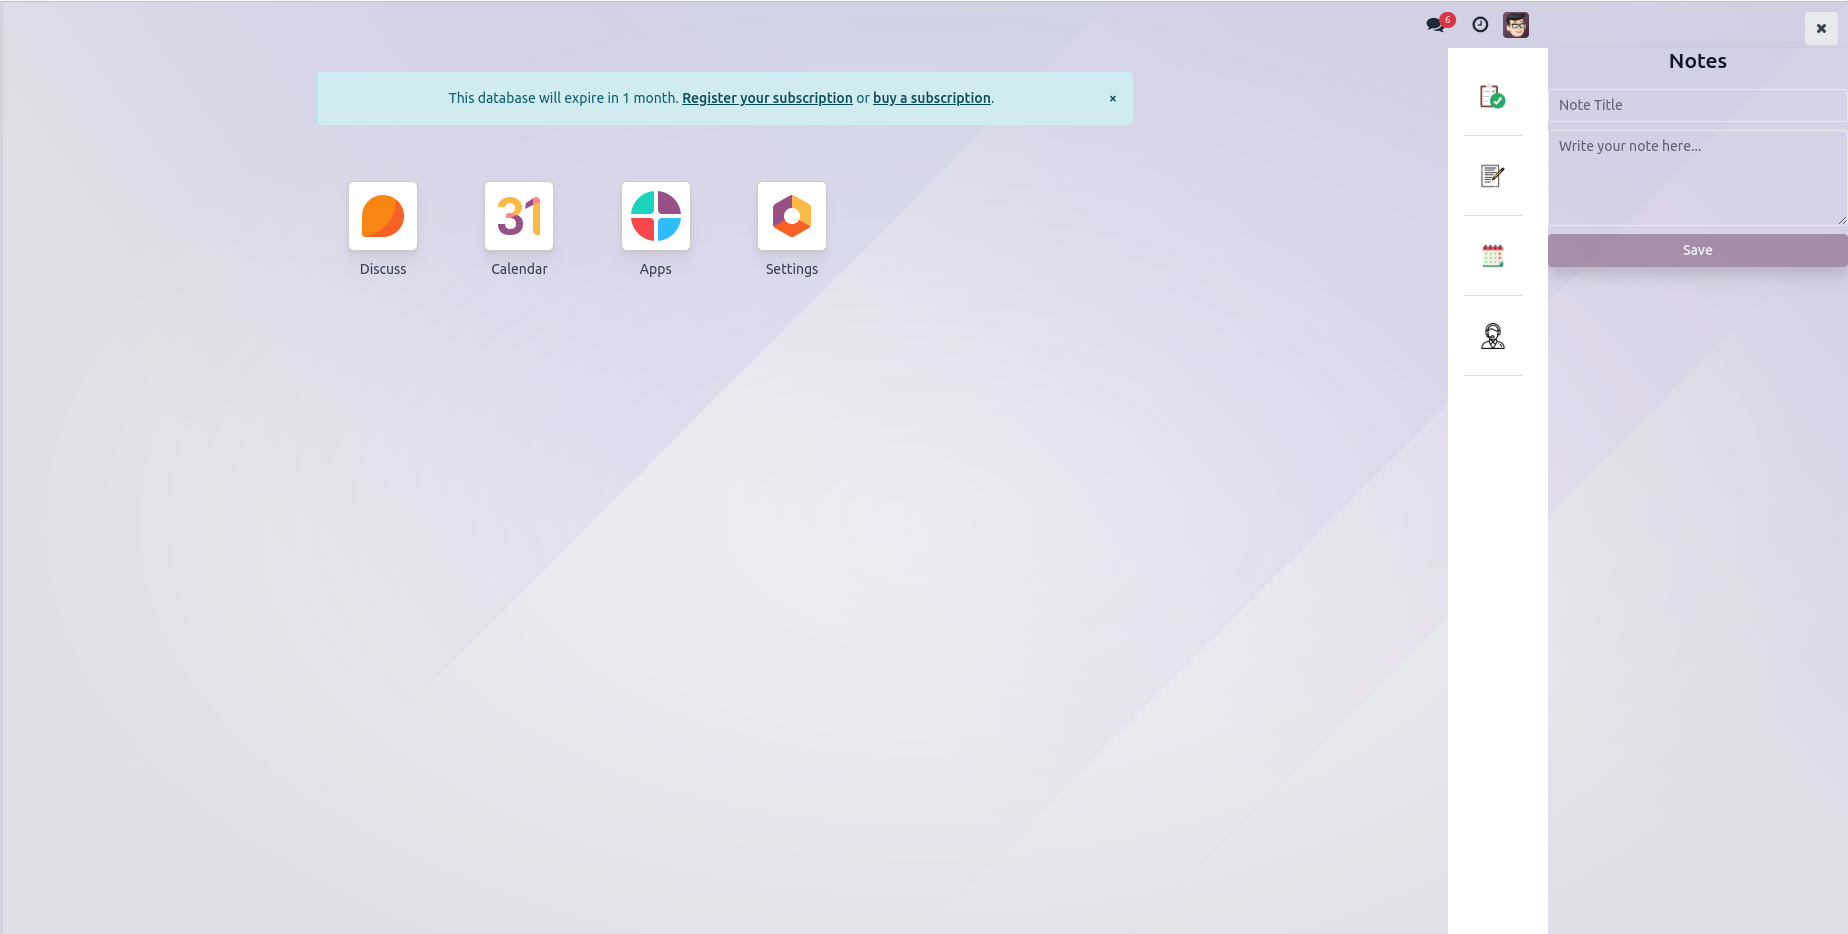 6
This database will expire in 1 month. Register your subscription or buy a subscription.
31
Discuss
Calendar
Apps
Settings
Notes
Note Title
Write your note here...
Save